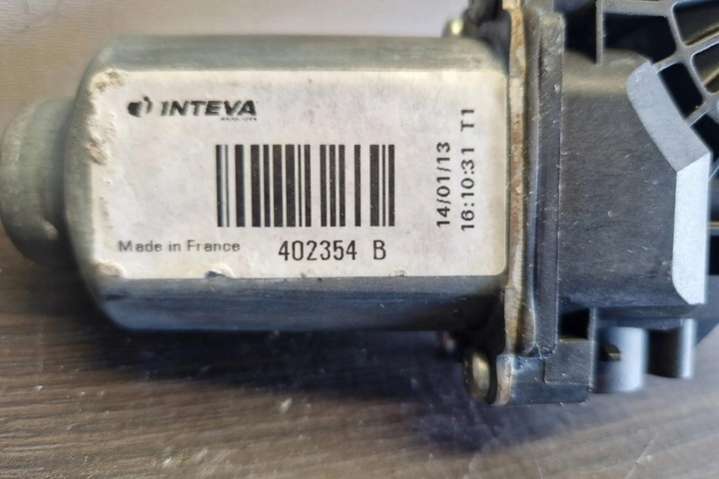 INTEVA
Made in France
402354 B
14/01/13
16:10:31 T1